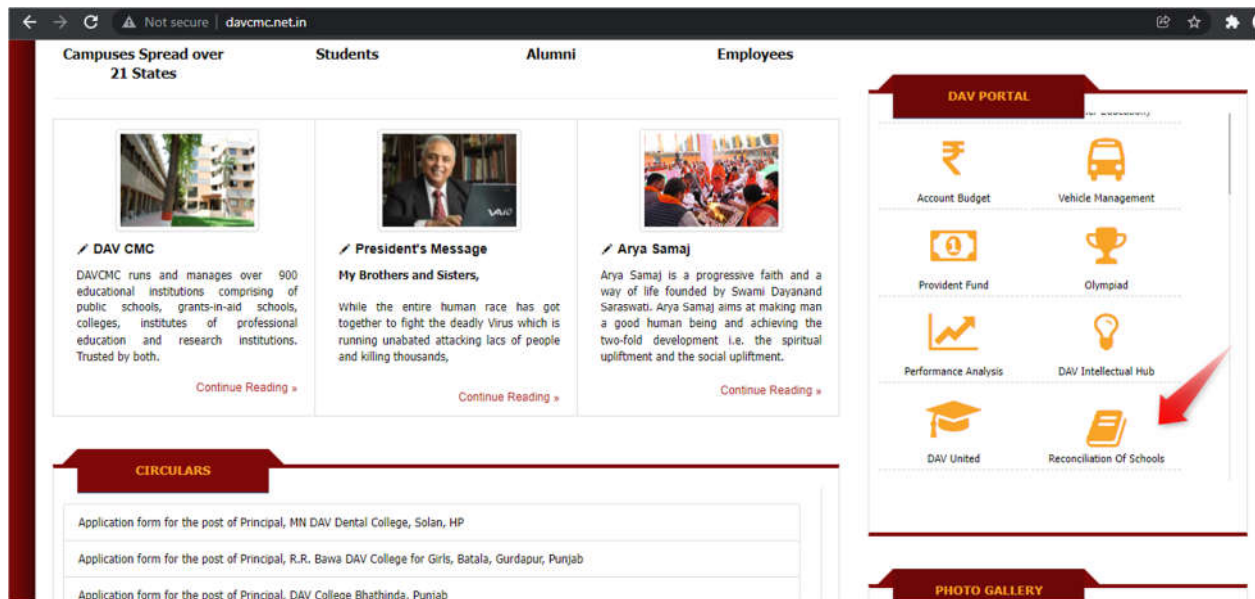 Not secure | davcmc.net.in
Campuses Spread over
21 States
Students
Alumni
Employees
DAV CMC
DAVCMC runs and manages over 900
educational institutions comprising of
public schools, grants-in-aid schools,
colleges, institutes of professional
education and research institutions.
Trusted by both.
Continue Reading »
President's Message
My Brothers and Sisters,
While the entire human race has got
together to fight the deadly Virus which is
running unabated attacking lacs of people
and killing thousands,
Continue Reading »
Arya Samaj
Arya Samaj is a progressive faith and a
way of life founded by Swami Dayanand
Saraswati. Arya Samaj aims at making man
a good human being and achieving the
two-fold development i.e. the spiritual
upliftment and the social upliftment.
Continue Reading »
CIRCULARS
Application form for the post of Principal, MN DAV Dental College, Solan, HP
Application form for the post of Principal, R.R. Bawa DAV College for Girls, Batala, Gurdapur, Punjab
Application form for the post of Principal, DAV College Bhathinda, Punjab
DAV PORTAL
Account Budget
Vehicle Management
Provident Fund
Olympiad
Performance Analysis
DAV Intellectual Hub
DAV United
Reconciliation Of Schools
PHOTO GALLERY